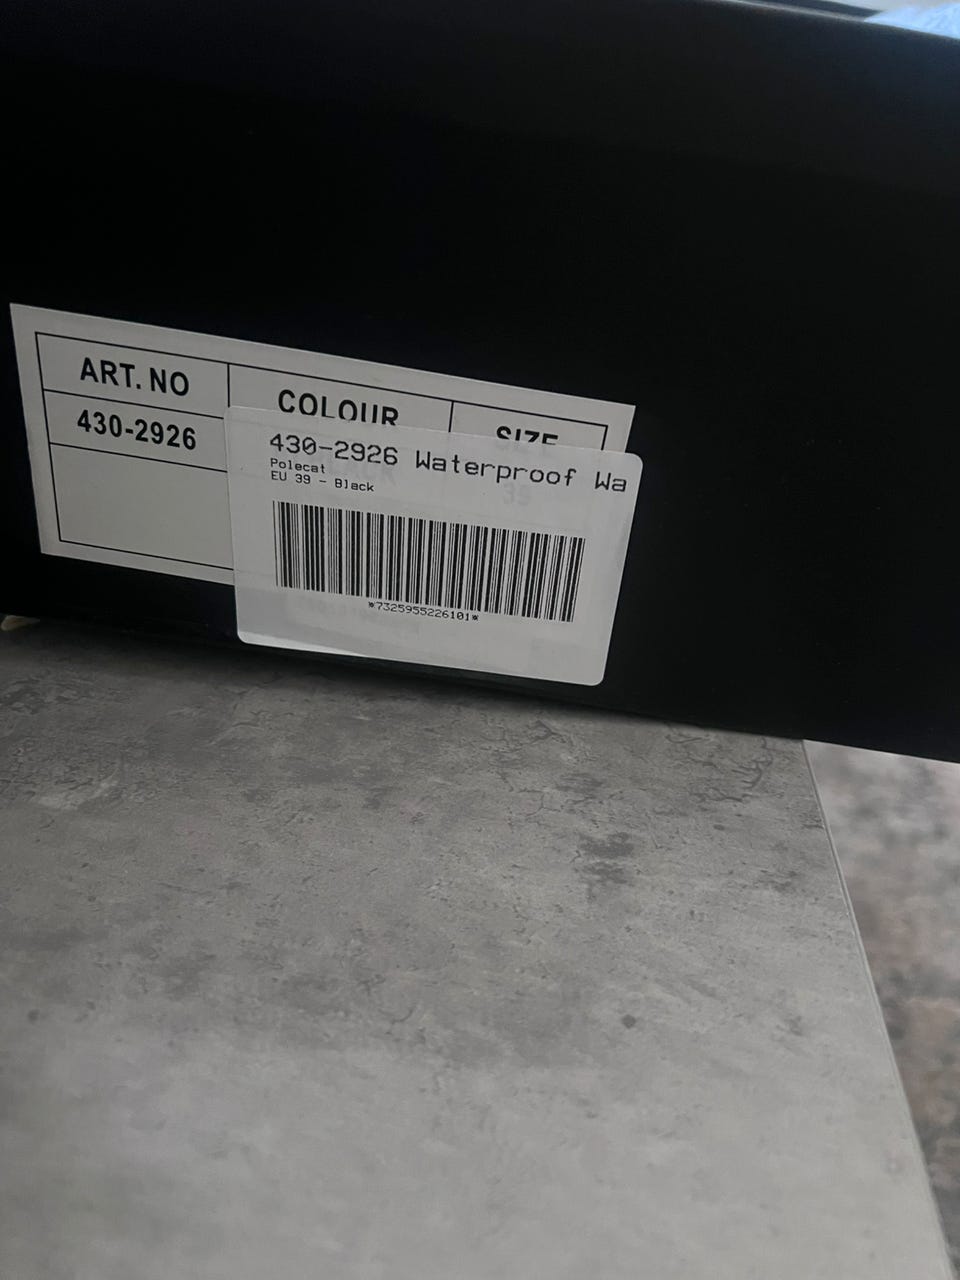 ART. NO
COLOUR
SIZE
430-2926
430-2926 Waterproof Wa
Polecat
EU 39 - Black
*7325955226101*